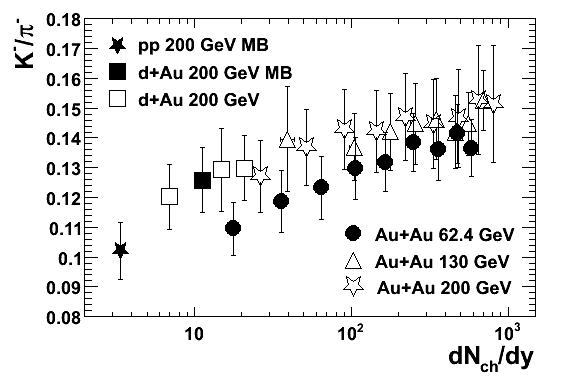 K⁻/π⁻
0.18
0.17
0.16
0.15
0.14
0.13
0.12
0.11
0.1
0.09
0.08
pp 200 GeV MB
d+Au 200 GeV MB
d+Au 200 GeV
Au+Au 62.4 GeV
Au+Au 130 GeV
Au+Au 200 GeV
10
10²
10³
dN_ch/dy